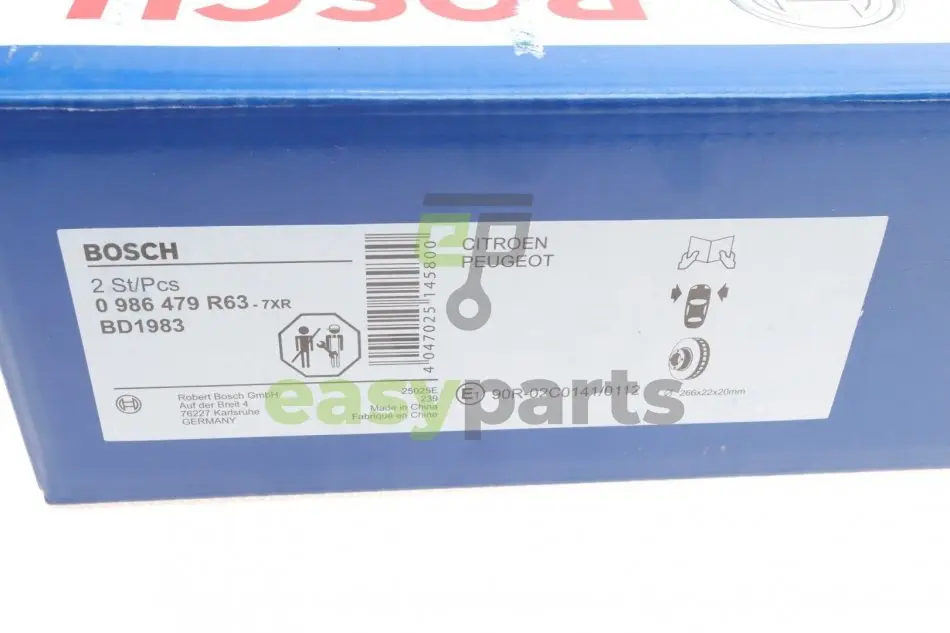 BOSCH
BOSCH
2 St/Pcs
0 986 479 R63 - 7XR
BD1983
4 047025 145800
CITROEN
PEUGEOT
Robert Bosch GmbH
Auf der Breit 4
76227 Karlsruhe
GERMANY
25025E
239
Made in China
Fabriqué en Chine
E1 90R-02C0141/0112
266x22x20mm
easyparts